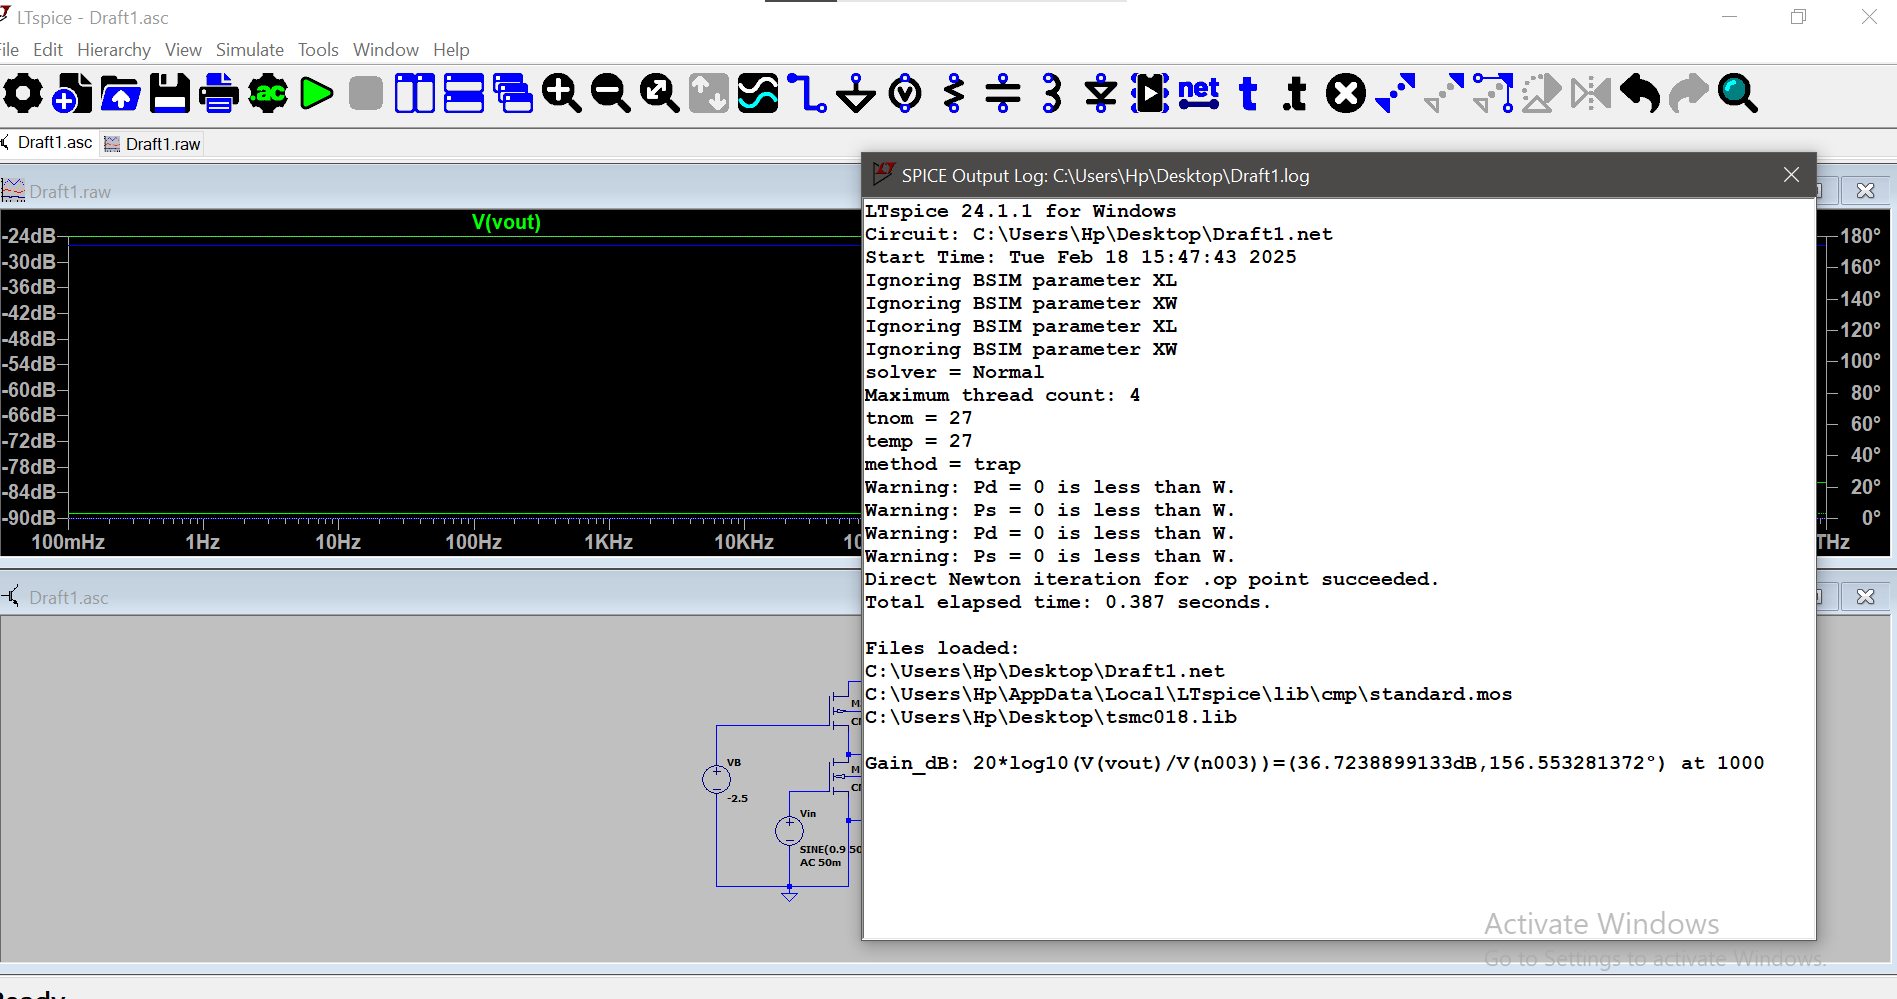 LTspice - Draft1.asc
File Edit Hierarchy View Simulate Tools Window Help
.ac
net
t
.t
Draft1.asc
Draft1.raw
Draft1.raw
V(vout)
-24dB
-30dB
-36dB
-42dB
-48dB
-54dB
-60dB
-66dB
-72dB
-78dB
-84dB
-90dB
100mHz 1Hz 10Hz 100Hz 1KHz 10KHz 10
180°
160°
140°
120°
100°
80°
60°
40°
20°
0°
THz
SPICE Output Log: C:\Users\Hp\Desktop\Draft1.log
LTspice 24.1.1 for Windows
Circuit: C:\Users\Hp\Desktop\Draft1.net
Start Time: Tue Feb 18 15:47:43 2025
Ignoring BSIM parameter XL
Ignoring BSIM parameter XW
Ignoring BSIM parameter XL
Ignoring BSIM parameter XW
solver = Normal
Maximum thread count: 4
tnom = 27
temp = 27
method = trap
Warning: Pd = 0 is less than W.
Warning: Ps = 0 is less than W.
Warning: Pd = 0 is less than W.
Warning: Ps = 0 is less than W.
Direct Newton iteration for .op point succeeded.
Total elapsed time: 0.387 seconds.
Files loaded:
C:\Users\Hp\Desktop\Draft1.net
C:\Users\Hp\AppData\Local\LTspice\lib\cmp\standard.mos
C:\Users\Hp\Desktop\tsmc018.lib
Gain_dB: 20*log10(V(vout)/V(n003))=(36.7238899133dB,156.553281372°) at 1000
Draft1.asc
VB
-2.5
Vin
SINE(0.9 50
AC 50m
Activate Windows
Go to Settings to activate Windows.
Ready